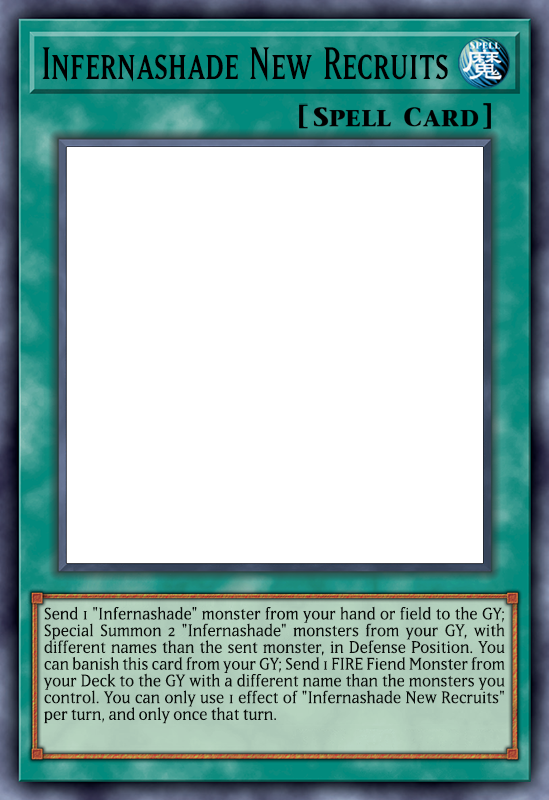 Infernashade New Recruits
SPELL
魔
[Spell Card]
Send 1 "Infernashade" monster from your hand or field to the GY;
Special Summon 2 "Infernashade" monsters from your GY, with
different names than the sent monster, in Defense Position. You
can banish this card from your GY; Send 1 FIRE Fiend Monster from
your Deck to the GY with a different name than the monsters you
control. You can only use 1 effect of "Infernashade New Recruits"
per turn, and only once that turn.